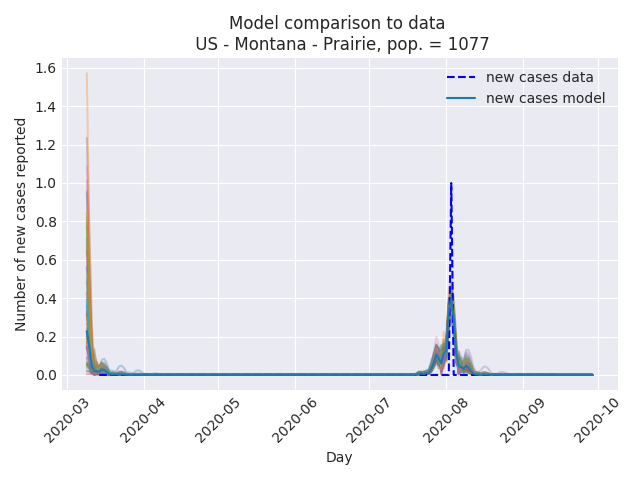 Model comparison to data
US - Montana - Prairie, pop. = 1077
new cases data
new cases model
Number of new cases reported
1.6
1.4
1.2
1.0
0.8
0.6
0.4
0.2
0.0
2020-03
2020-04
2020-05
2020-06
2020-07
2020-08
2020-09
2020-10
Day